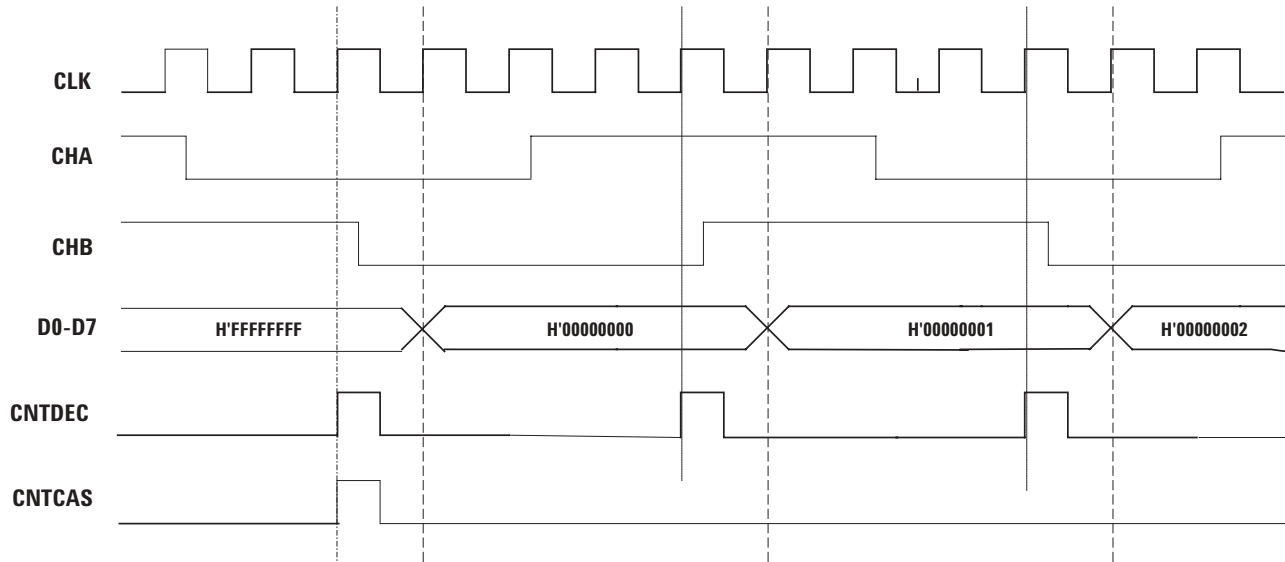 CLK
CHA
CHB
D0-D7
H'FFFFFFFF
H'00000000
H'00000001
H'00000002
CNTDEC
CNTCAS